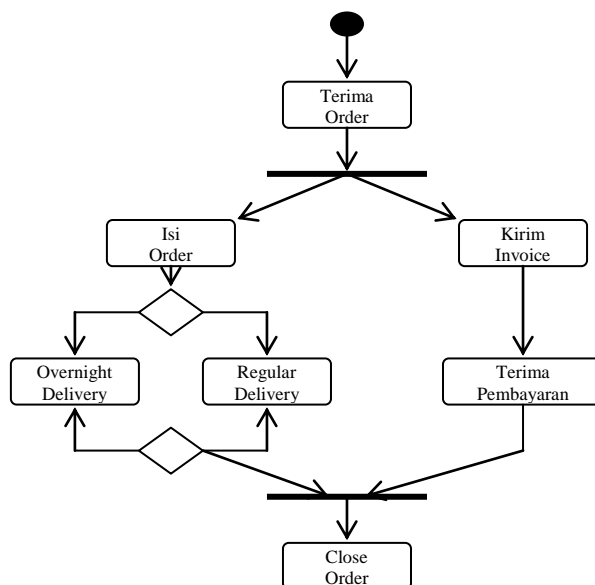 Terima
Order
Isi
Order
Kirim
Invoice
Overnight
Delivery
Regular
Delivery
Terima
Pembayaran
Close
Order